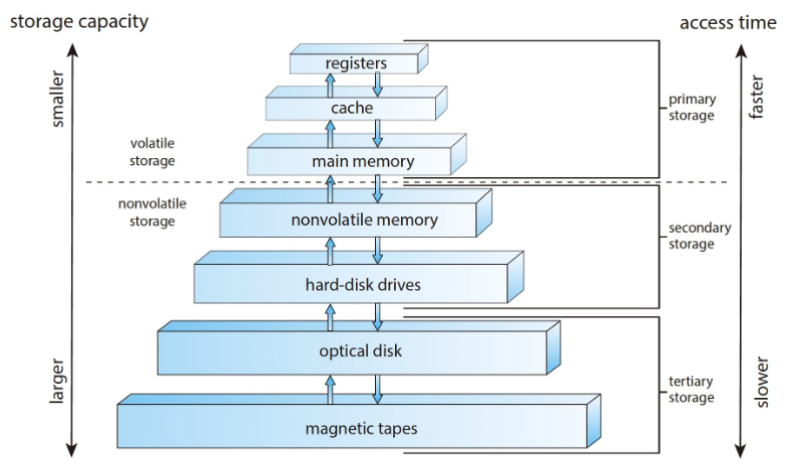 storage capacity
access time
smaller
larger
faster
slower
registers
cache
main memory
nonvolatile memory
hard-disk drives
optical disk
magnetic tapes
volatile
storage
nonvolatile
storage
primary
storage
secondary
storage
tertiary
storage